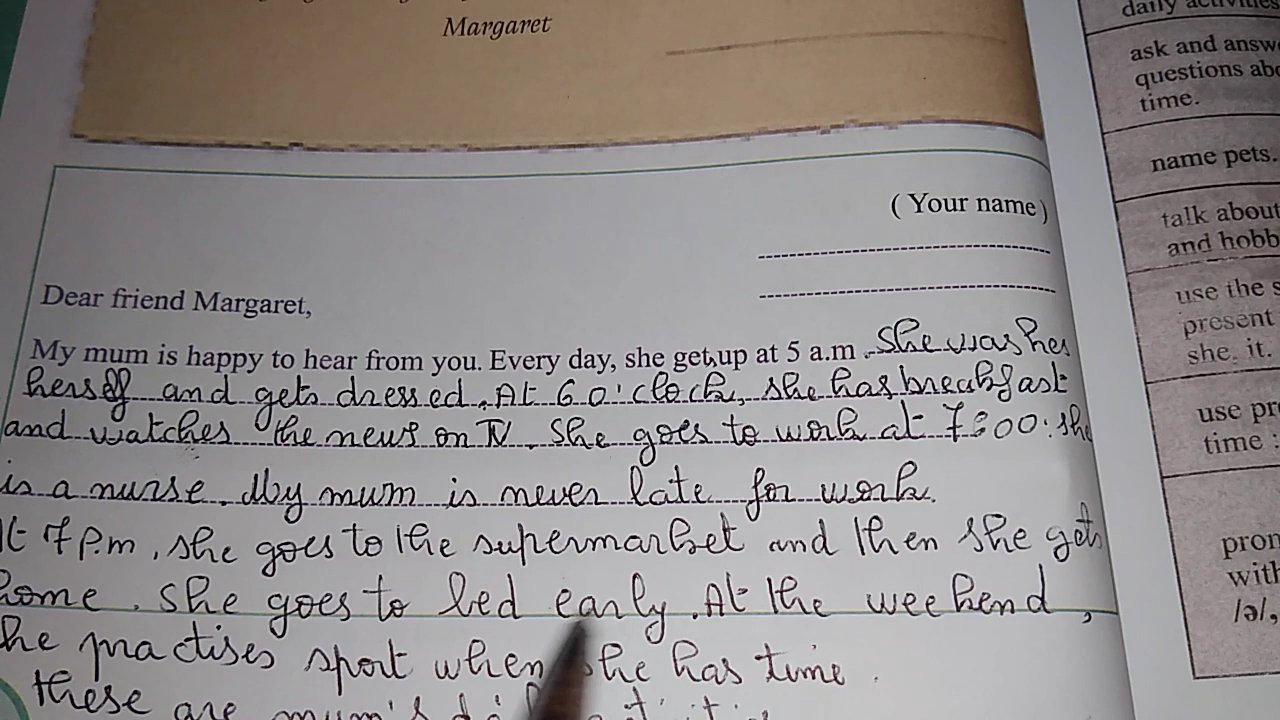 Margaret
daily activities
ask and answ
questions abo
time.
name pets.
talk about
and hobb
use the s
present
she, it.
use pr
time :
pron
with
/əl/,
( Your name )
Dear friend Margaret,
My mum is happy to hear from you. Every day, she gets up at 5 a.m. she washes
herself and gets dressed. At 6 o'clock, she has breakfast
and watches the news on TV. She goes to work at 7:00. she
is a nurse. My mum is never late for work.
At 7 p.m, she goes to the supermarket and then she gets
home. She goes to bed early. At the weekend,
he practises sport when she has time.
these are mum's